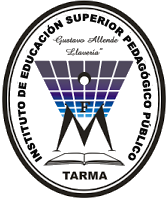 INSTITUTO DE EDUCACIÓN SUPERIOR PEDAGÓGICO PÚBLICO
"Gustavo Allende
Llavería"
TARMA